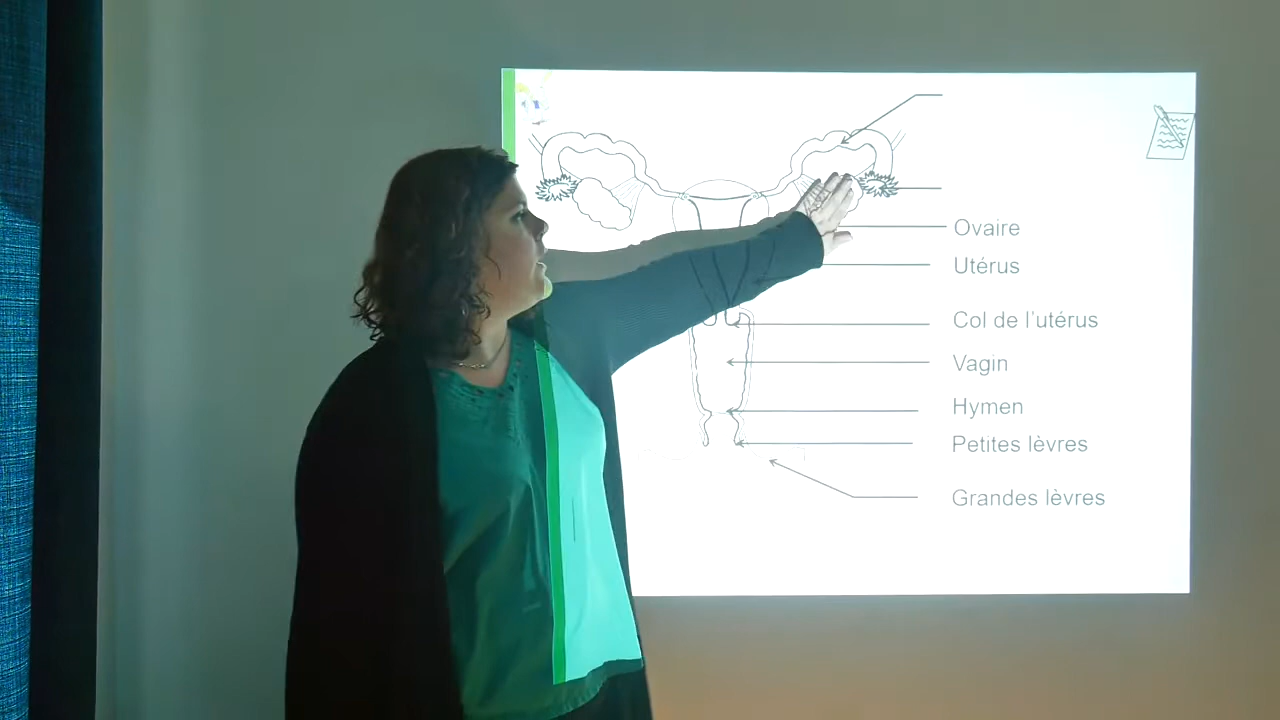 Ovaire
Utérus
Col de l'utérus
Vagin
Hymen
Petites lèvres
Grandes lèvres